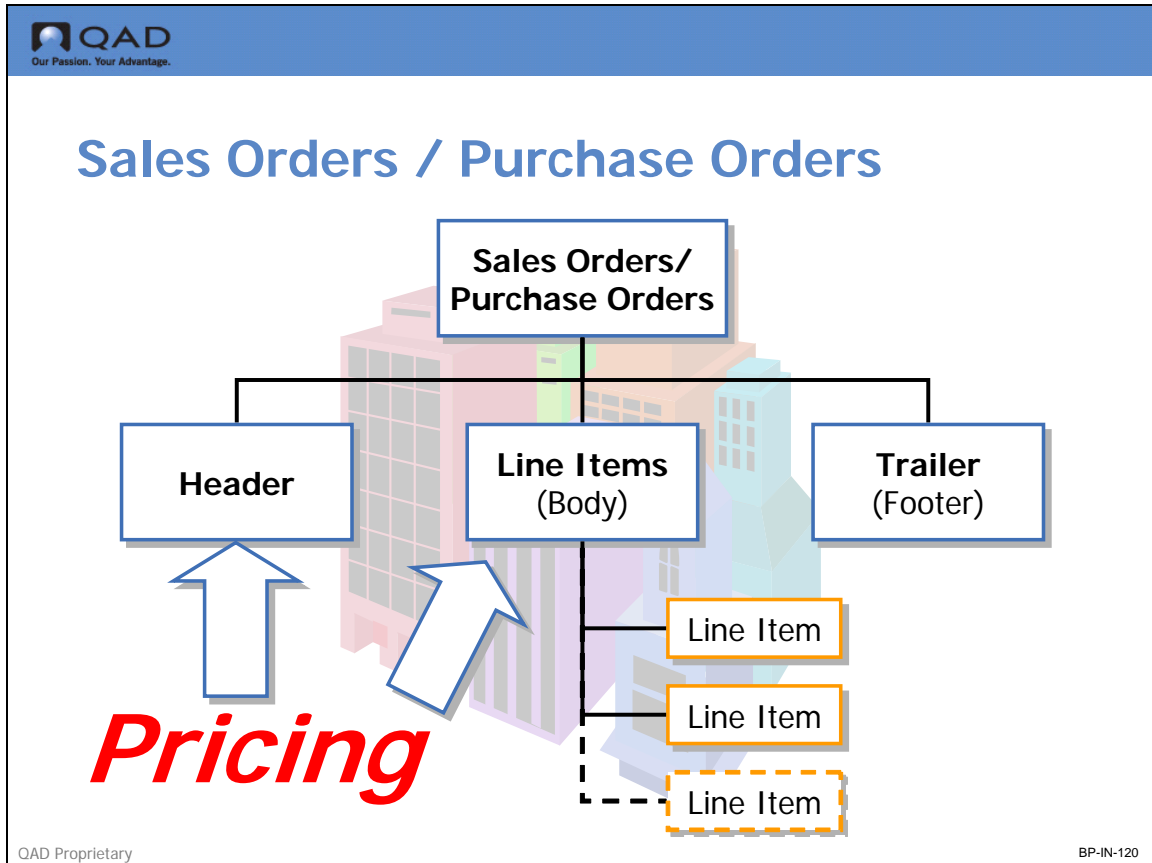 QAD
Our Passion. Your Advantage.
Sales Orders / Purchase Orders
Sales Orders/
Purchase Orders
Header
Line Items
(Body)
Trailer
(Footer)
Line Item
Line Item
Line Item
Pricing
QAD Proprietary
BP-IN-120